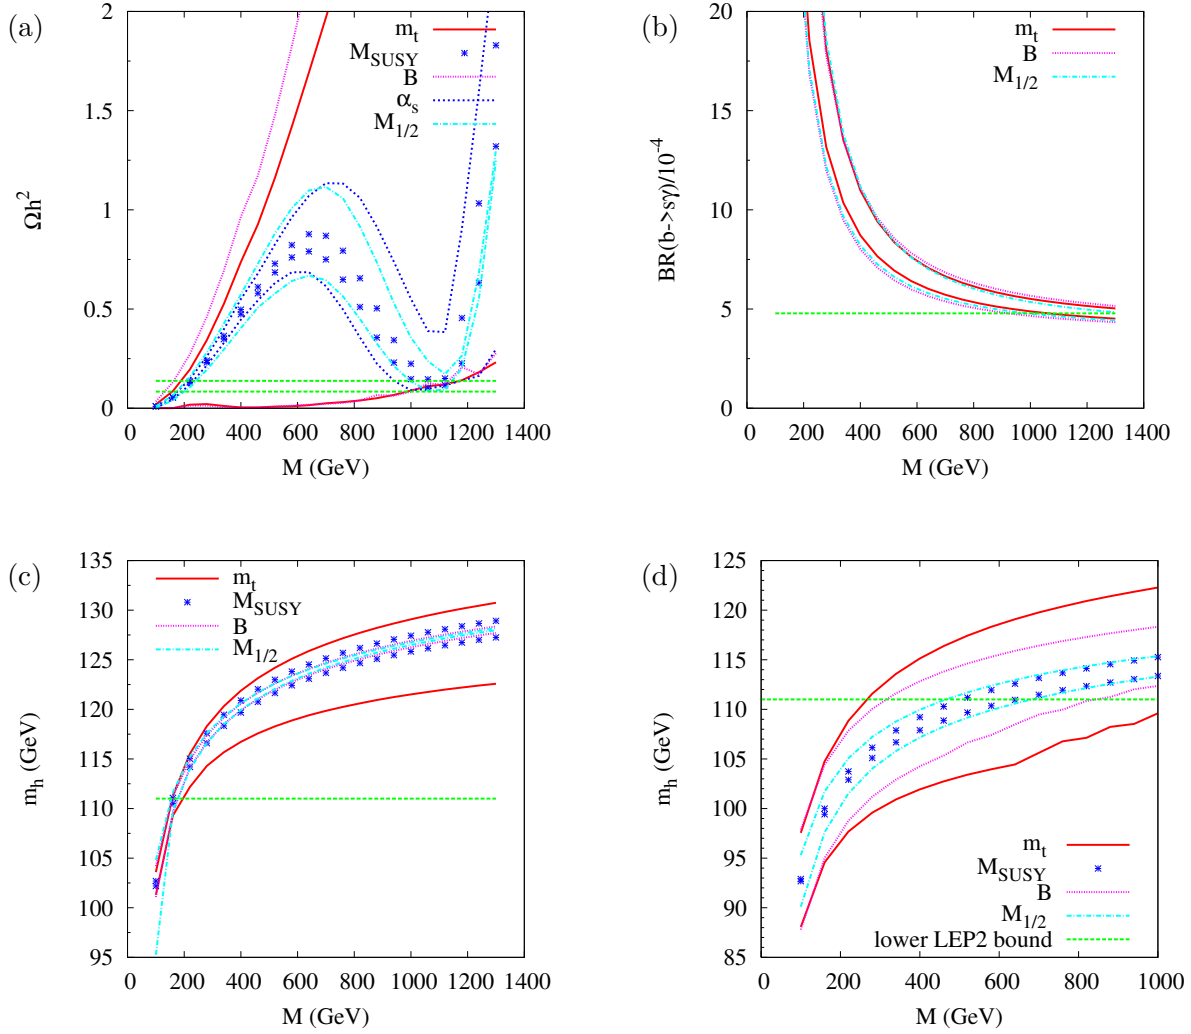 (a)
m_t
M_SUSY
B
α_s
M_1/2
2
1.5
1
0.5
0
Ωh²
0 200 400 600 800 1000 1200 1400
M (GeV)
(b)
m_t
B
M_1/2
20
15
10
5
0
BR(b->sγ)/10⁻⁴
0 200 400 600 800 1000 1200 1400
M (GeV)
(c)
m_t
M_SUSY
B
M_1/2
135
130
125
120
115
110
105
100
95
m_h (GeV)
0 200 400 600 800 1000 1200 1400
M (GeV)
(d)
125
120
115
110
105
100
95
90
85
m_h (GeV)
m_t
M_SUSY
B
M_1/2
lower LEP2 bound
0 200 400 600 800 1000
M (GeV)